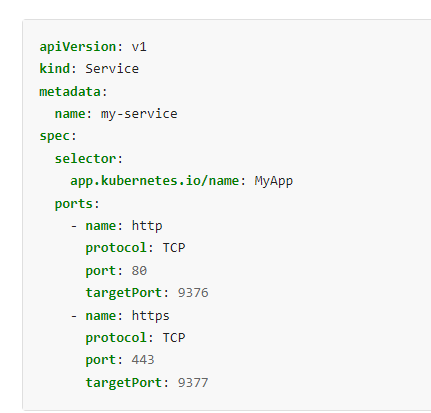 apiVersion: v1
kind: Service
metadata:
  name: my-service
spec:
  selector:
    app.kubernetes.io/name: MyApp
  ports:
    - name: http
      protocol: TCP
      port: 80
      targetPort: 9376
    - name: https
      protocol: TCP
      port: 443
      targetPort: 9377